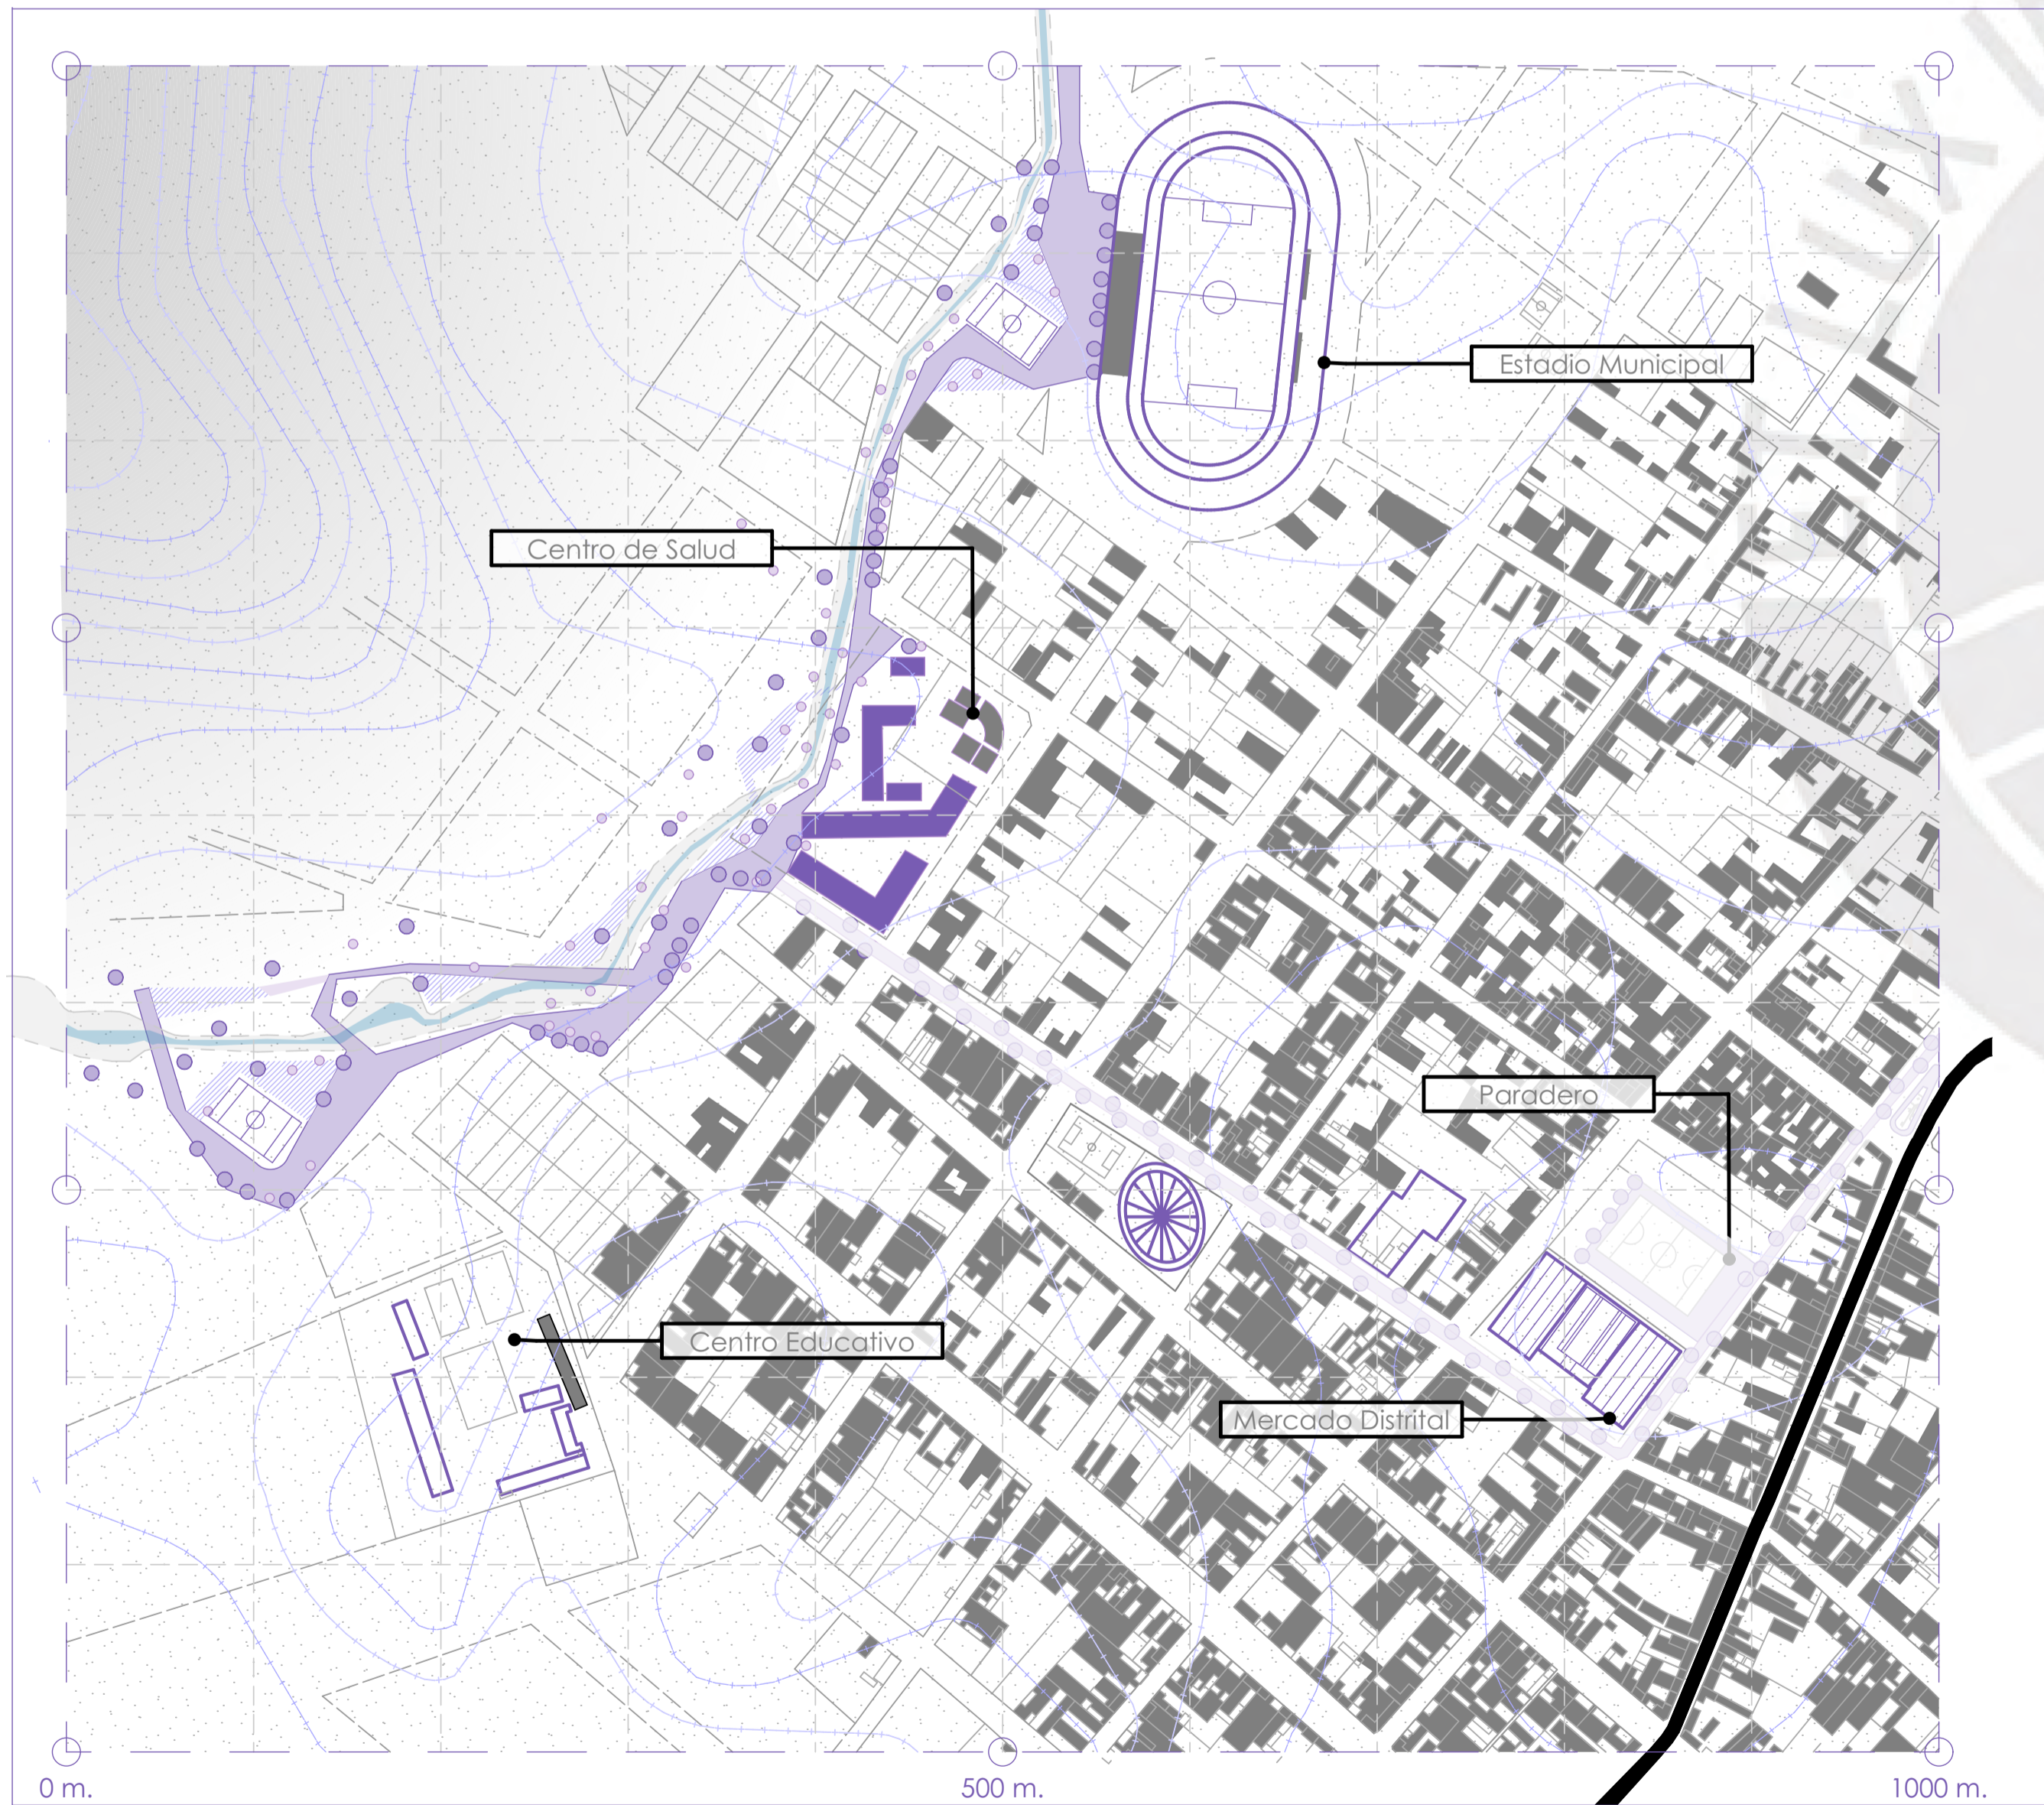 Estadio Municipal
Centro de Salud
Paradero
Centro Educativo
Mercado Distrital
0 m.
500 m.
1000 m.